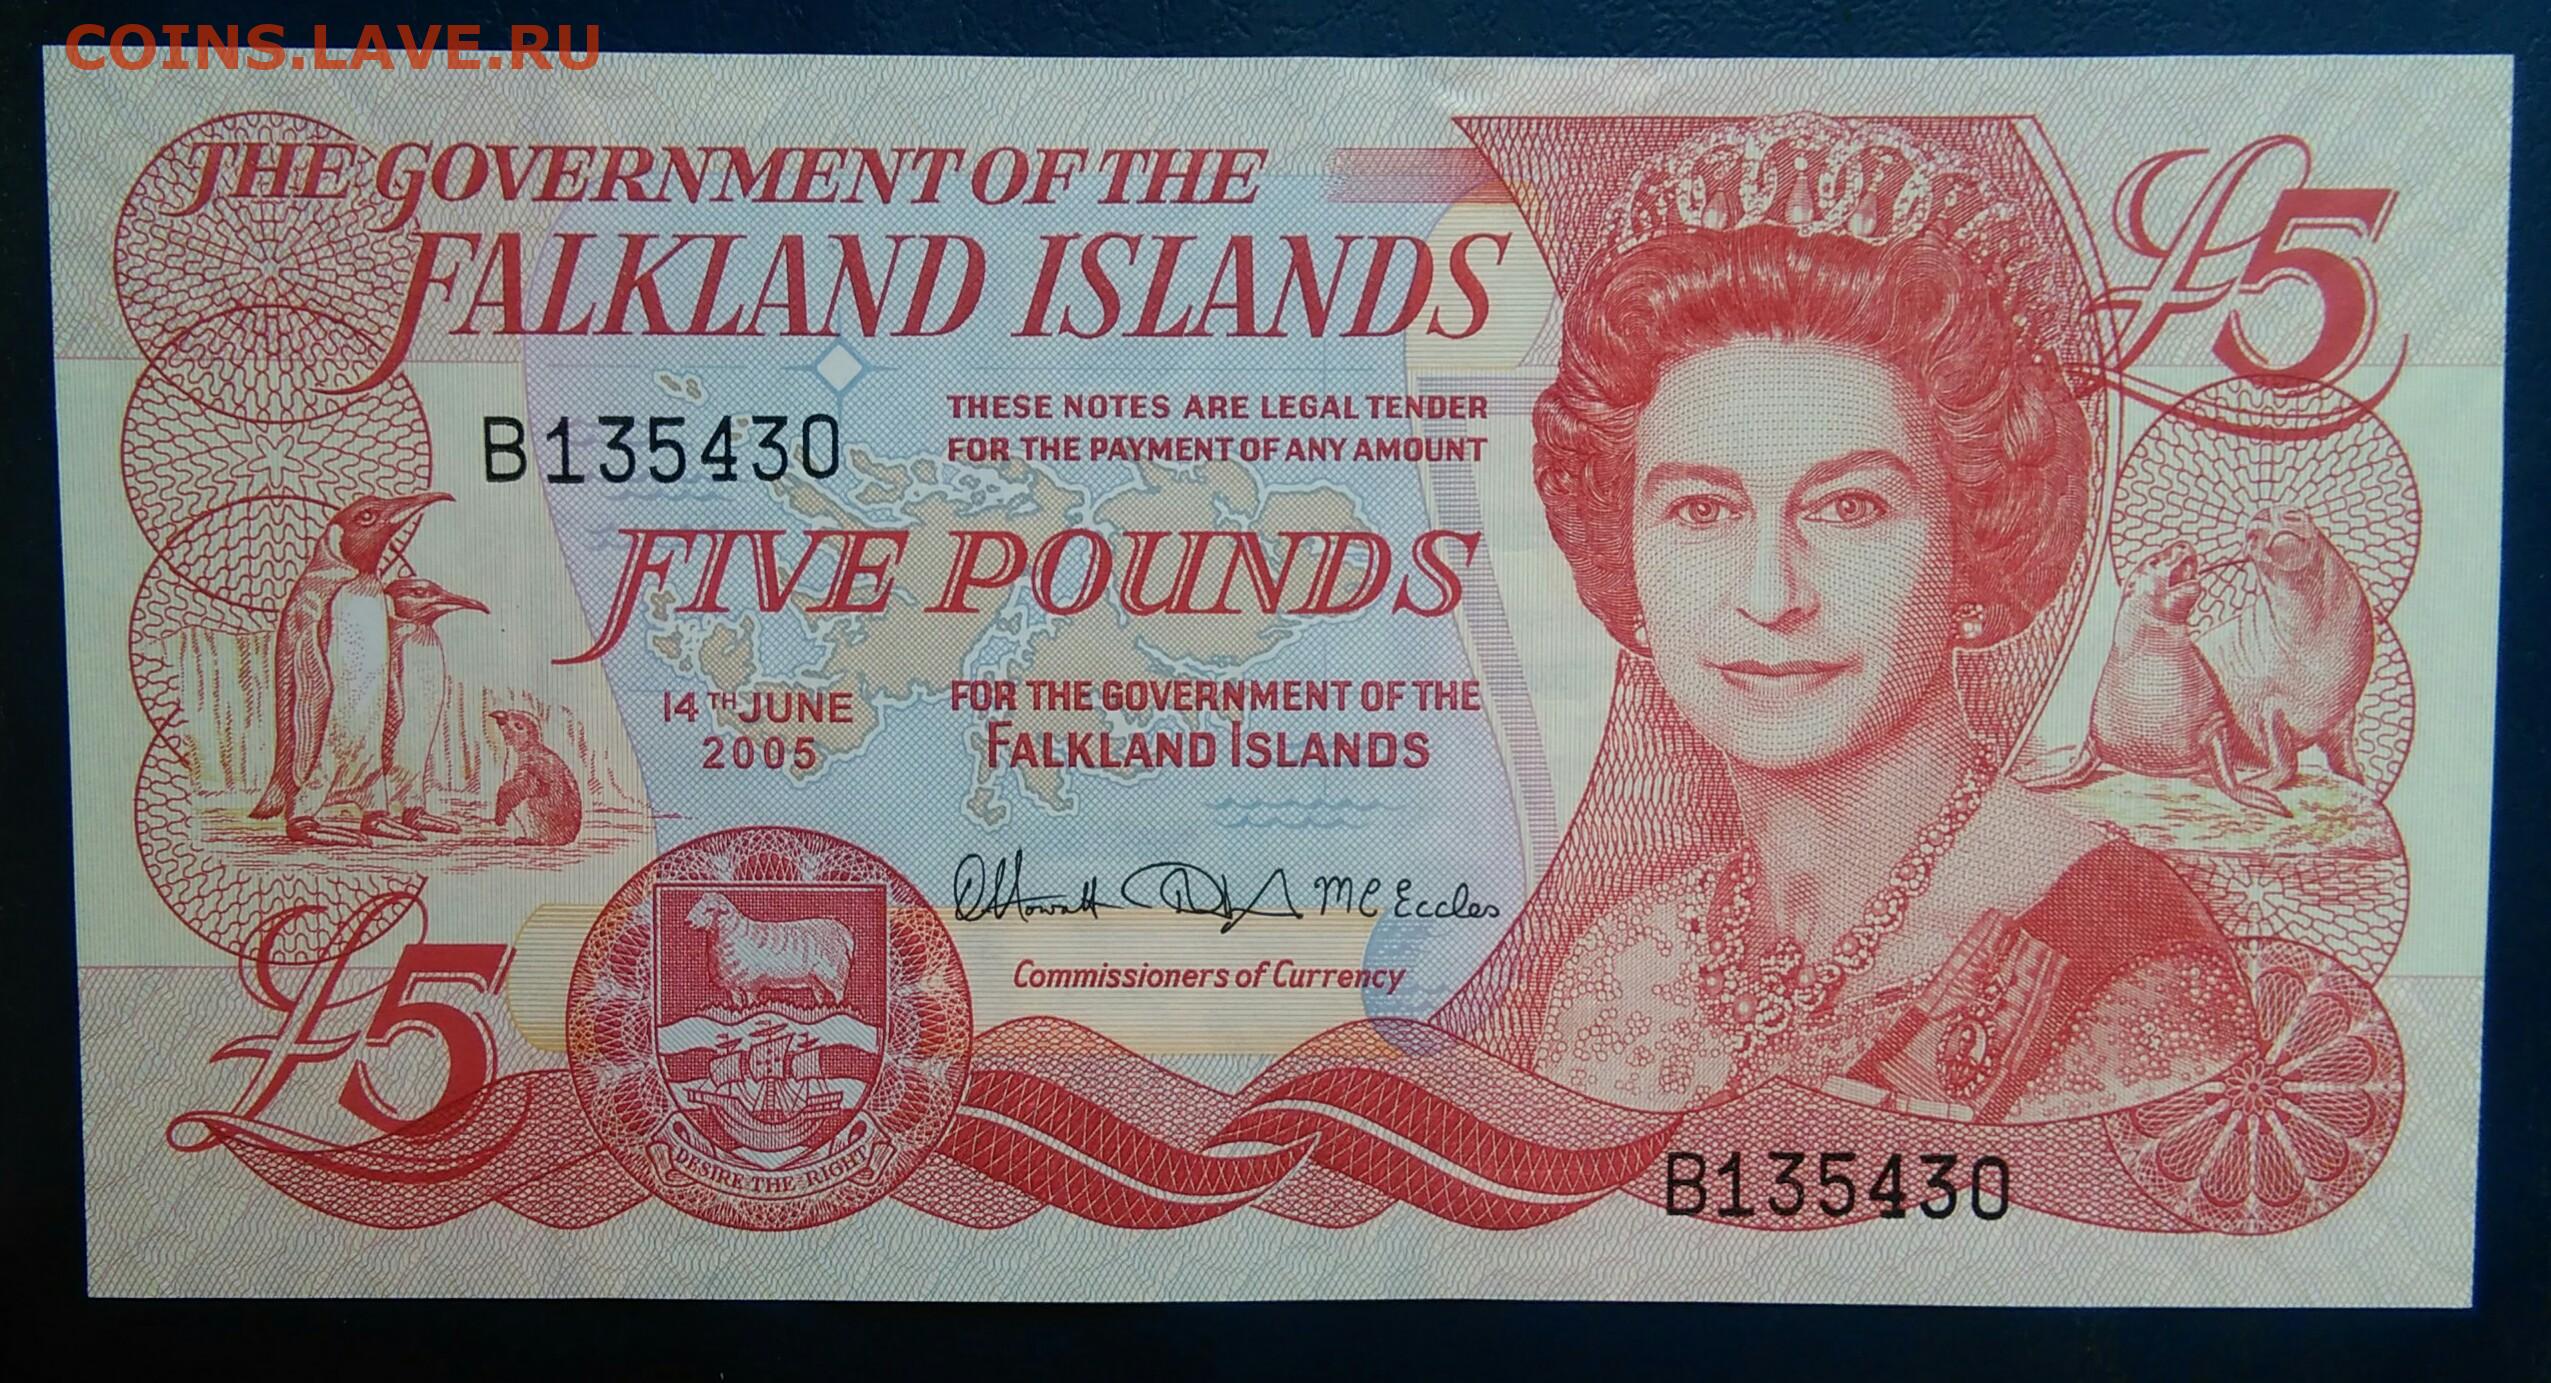 COINS.LAVE.RU
THE GOVERNMENT OF THE
FALKLAND ISLANDS
£5
B135430
THESE NOTES ARE LEGAL TENDER
FOR THE PAYMENT OF ANY AMOUNT
FIVE POUNDS
14TH JUNE
2005
FOR THE GOVERNMENT OF THE
FALKLAND ISLANDS
MC Eccles
Commissioners of Currency
£5
DESIRE THE RIGHT
B135430